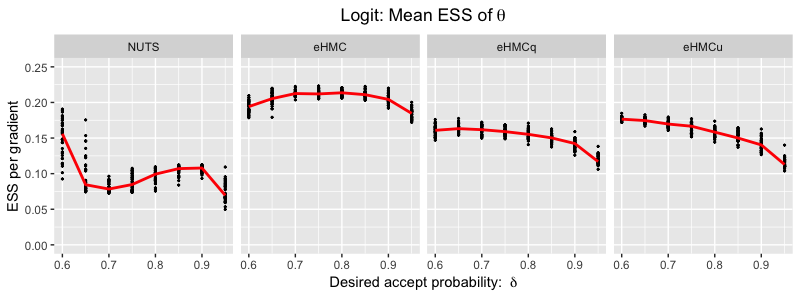 Logit: Mean ESS of θ
NUTS eHMC eHMCq eHMCu
ESS per gradient
0.25
0.20
0.15
0.10
0.05
0.00
0.6 0.7 0.8 0.9 0.6 0.7 0.8 0.9 0.6 0.7 0.8 0.9 0.6 0.7 0.8 0.9
Desired accept probability: δ